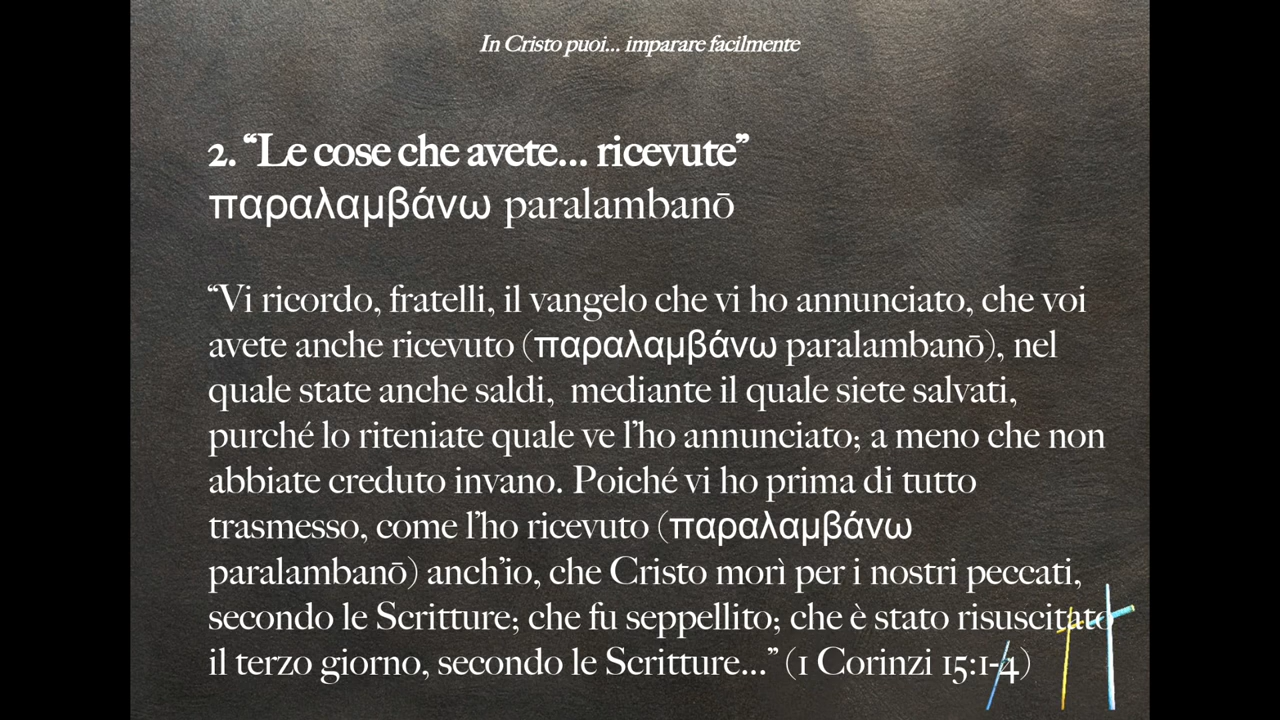 In Cristo puoi... imparare facilmente
2. “Le cose che avete... ricevute”
παραλαμβάνω paralambanō
“Vi ricordo, fratelli, il vangelo che vi ho annunciato, che voi
avete anche ricevuto (παραλαμβάνω paralambanō), nel
quale state anche saldi,  mediante il quale siete salvati,
purché lo riteniate quale ve l’ho annunciato; a meno che non
abbiate creduto invano. Poiché vi ho prima di tutto
trasmesso, come l’ho ricevuto (παραλαμβάνω
paralambanō) anch’io, che Cristo morì per i nostri peccati,
secondo le Scritture; che fu seppellito; che è stato risuscitato
il terzo giorno, secondo le Scritture...” (1 Corinzi 15:1-4)